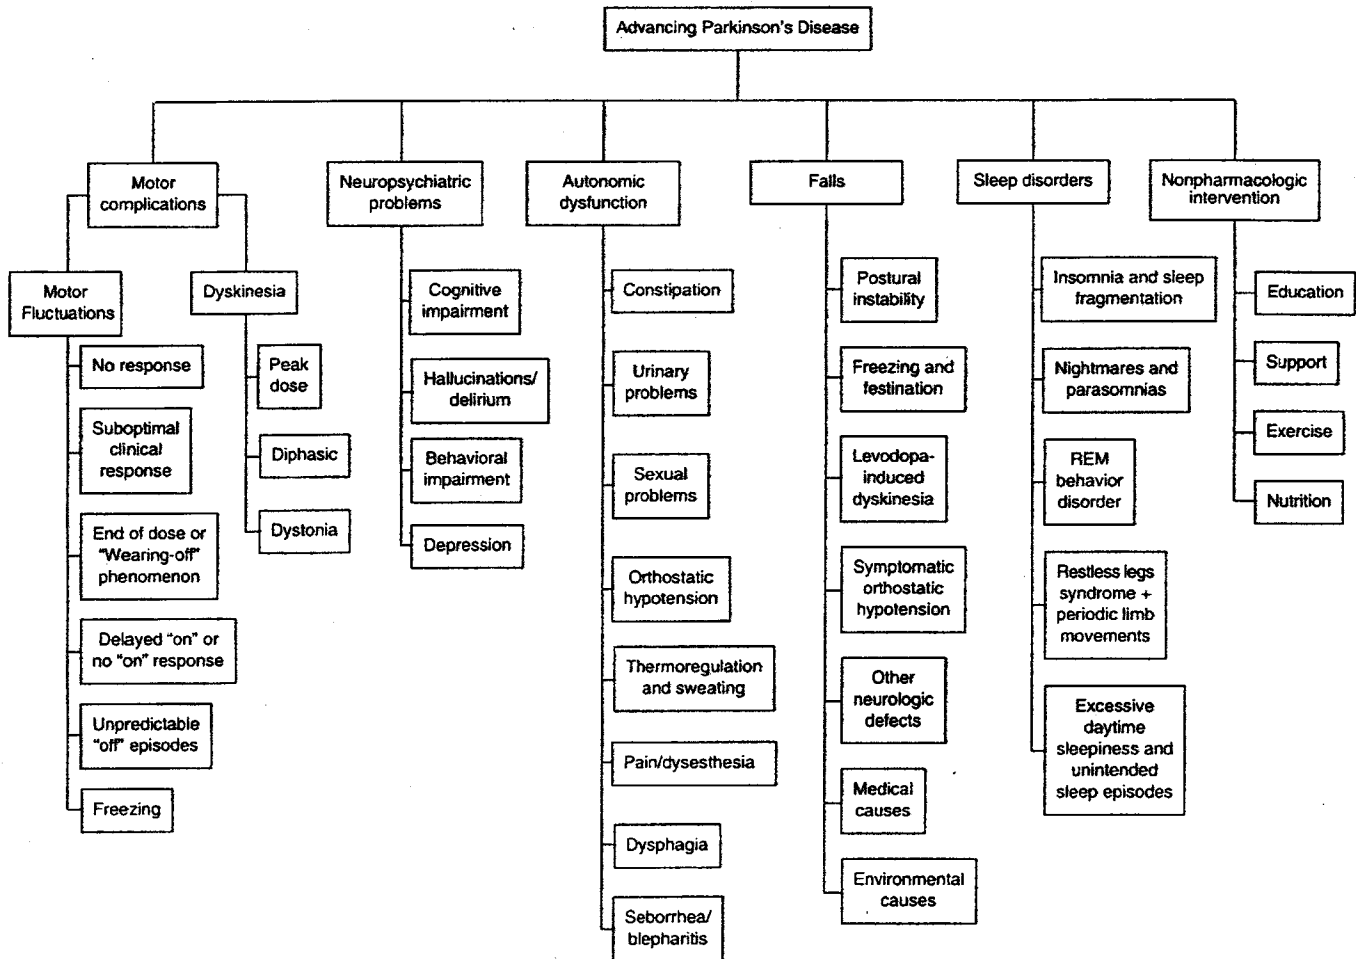 Advancing Parkinson's Disease
Motor
complications
Neuropsychiatric
problems
Autonomic
dysfunction
Falls
Sleep disorders
Nonpharmacologic
intervention
Motor
Fluctuations
Dyskinesia
No response
Suboptimal
clinical
response
End of dose or
"Wearing-off"
phenomenon
Delayed "on" or
no "on" response
Unpredictable
"off" episodes
Freezing
Peak
dose
Diphasic
Dystonia
Cognitive
impairment
Hallucinations/
delirium
Behavioral
impairment
Depression
Constipation
Urinary
problems
Sexual
problems
Orthostatic
hypotension
Thermoregulation
and sweating
Pain/dysesthesia
Dysphagia
Seborrhea/
blepharitis
Postural
instability
Freezing and
festination
Levodopa-
induced
dyskinesia
Symptomatic
orthostatic
hypotension
Other
neurologic
defects
Medical
causes
Environmental
causes
Insomnia and sleep
fragmentation
Nightmares and
parasomnias
REM
behavior
disorder
Restless legs
syndrome +
periodic limb
movements
Excessive
daytime
sleepiness and
unintended
sleep episodes
Education
Support
Exercise
Nutrition